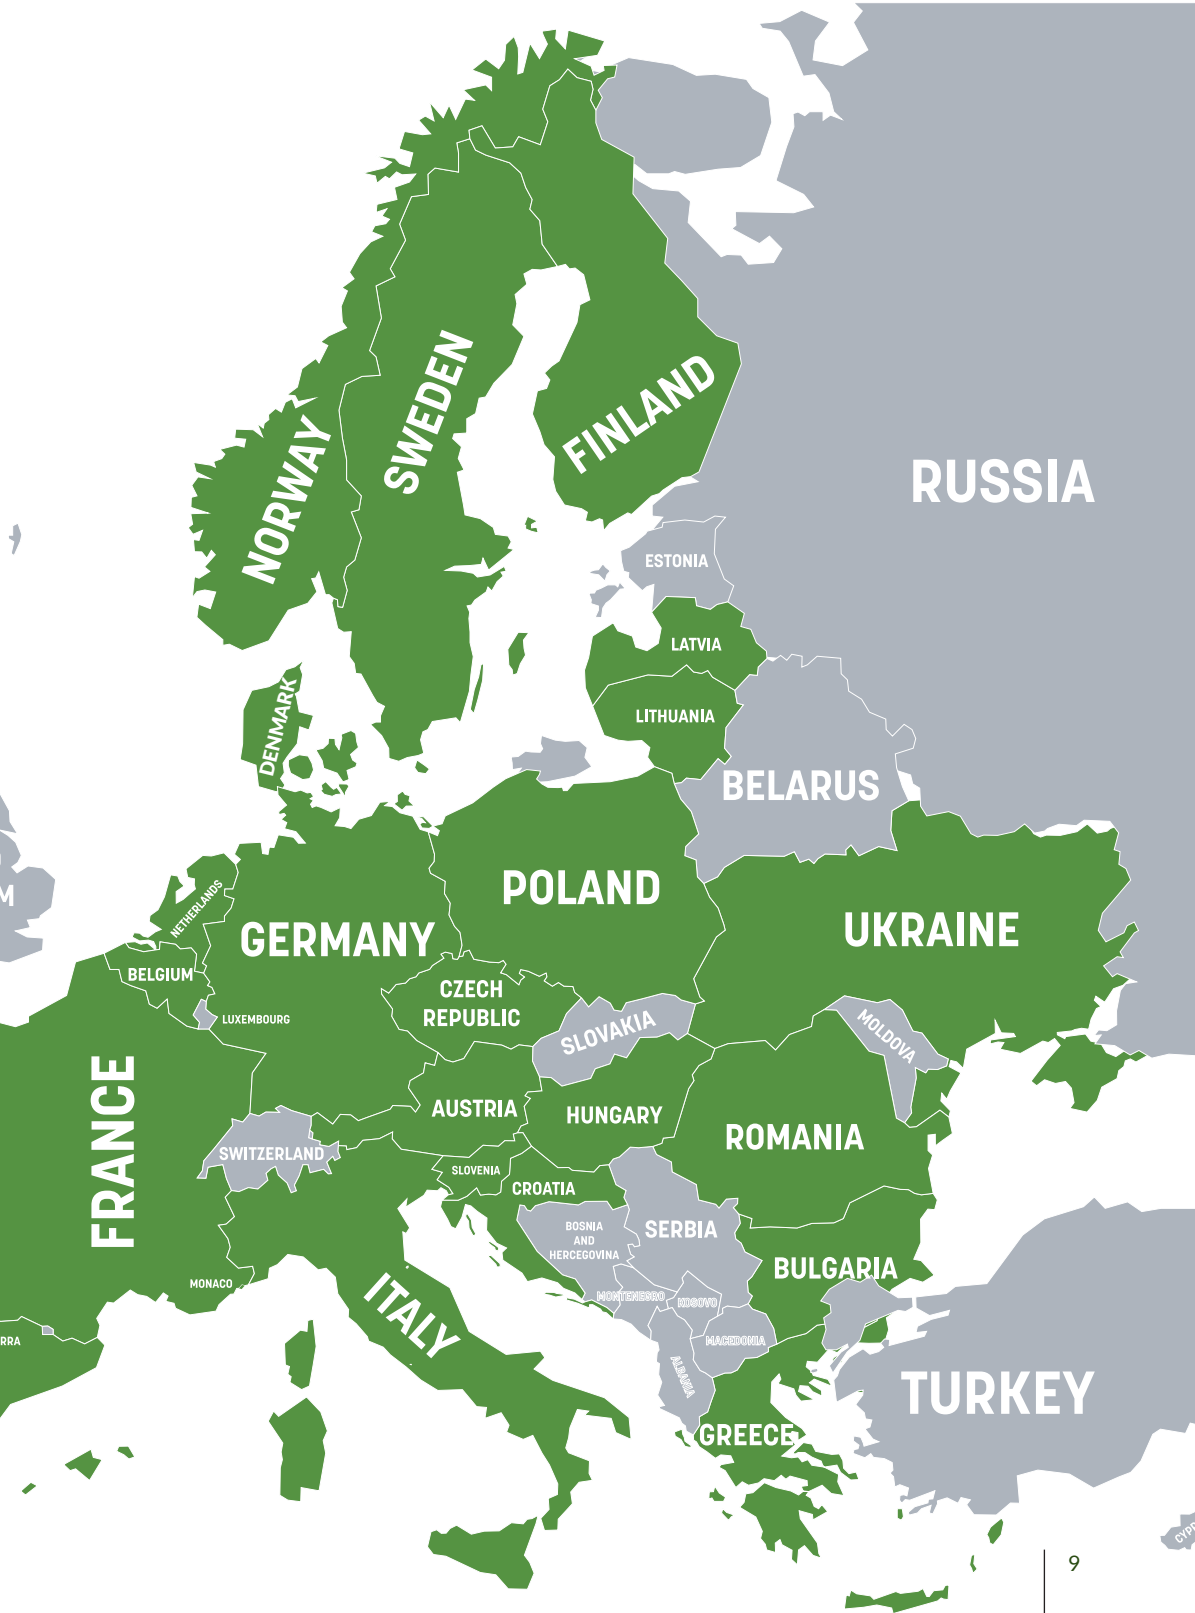 RUSSIA
FINLAND
SWEDEN
NORWAY
ESTONIA
LATVIA
LITHUANIA
DENMARK
BELARUS
M
POLAND
NETHERLANDS
UKRAINE
GERMANY
BELGIUM
CZECH
REPUBLIC
LUXEMBOURG
SLOVAKIA
MOLDOVA
FRANCE
AUSTRIA
HUNGARY
ROMANIA
SWITZERLAND
SLOVENIA
CROATIA
BOSNIA
AND
HERCEGOVINA
SERBIA
BULGARIA
MONACO
MONTENEGRO
KOSOVO
ITALY
RRA
MACEDONIA
ALBANIA
TURKEY
GREECE
CYPR
9